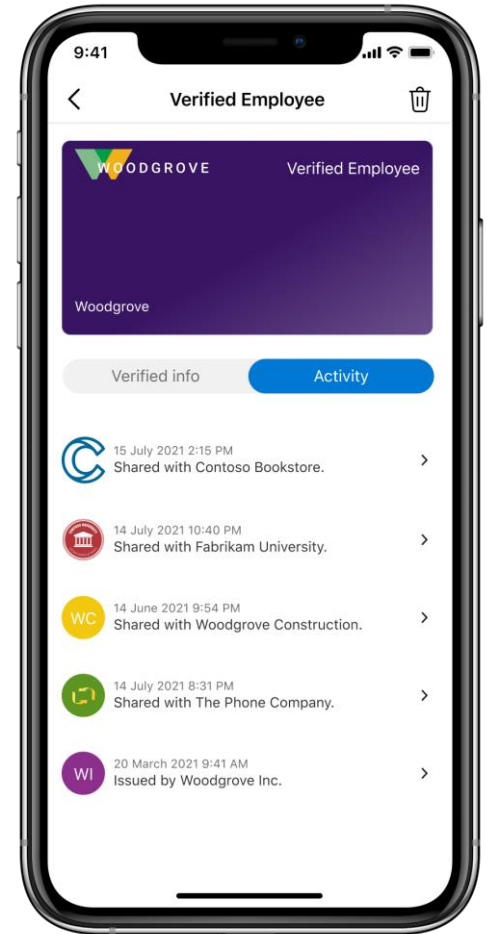 9:41
Verified Employee
WOODGROVE
Verified Employee
Woodgrove
Verified info
Activity
15 July 2021 2:15 PM
Shared with Contoso Bookstore.
14 July 2021 10:40 PM
Shared with Fabrikam University.
WC
14 June 2021 9:54 PM
Shared with Woodgrove Construction.
14 July 2021 8:31 PM
Shared with The Phone Company.
WI
20 March 2021 9:41 AM
Issued by Woodgrove Inc.